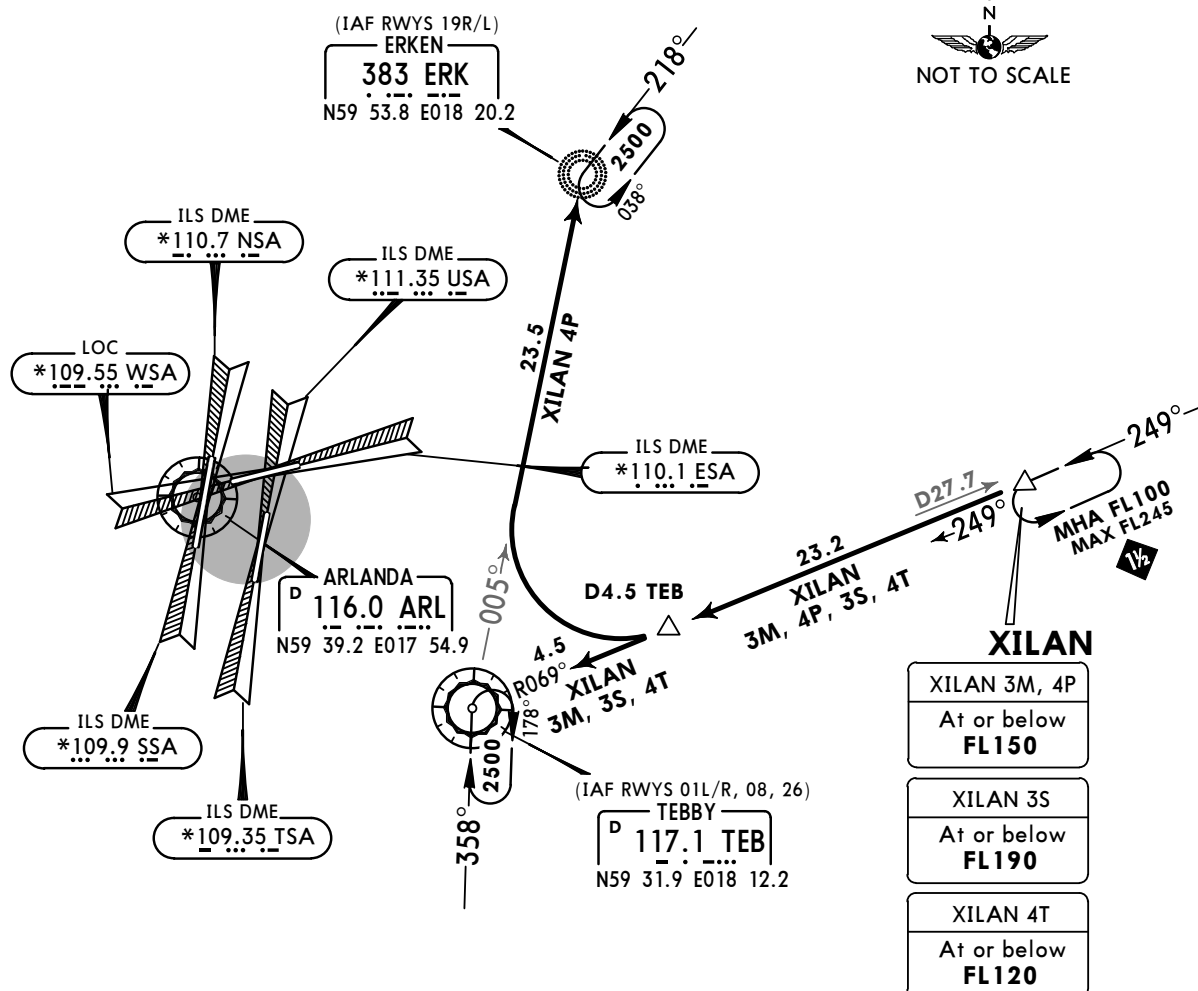 (IAF RWYS 19R/L)
ERKEN
383 ERK
N59 53.8 E018 20.2
N
NOT TO SCALE
218°
2500
038°
ILS DME
*110.7 NSA
ILS DME
*111.35 USA
LOC
*109.55 WSA
23.5
XILAN 4P
ILS DME
*110.1 ESA
249°
D27.7
249°
MHA FL100
MAX FL245
1½
23.2
XILAN
3M, 4P, 3S, 4T
XILAN
ARLANDA
D 116.0 ARL
N59 39.2 E017 54.9
005°
D4.5 TEB
4.5
R069°
XILAN
3M, 3S, 4T
178°
2500
358°
ILS DME
*109.9 SSA
ILS DME
*109.35 TSA
(IAF RWYS 01L/R, 08, 26)
TEBBY
D 117.1 TEB
N59 31.9 E018 12.2
XILAN 3M, 4P
At or below
FL150
XILAN 3S
At or below
FL190
XILAN 4T
At or below
FL120